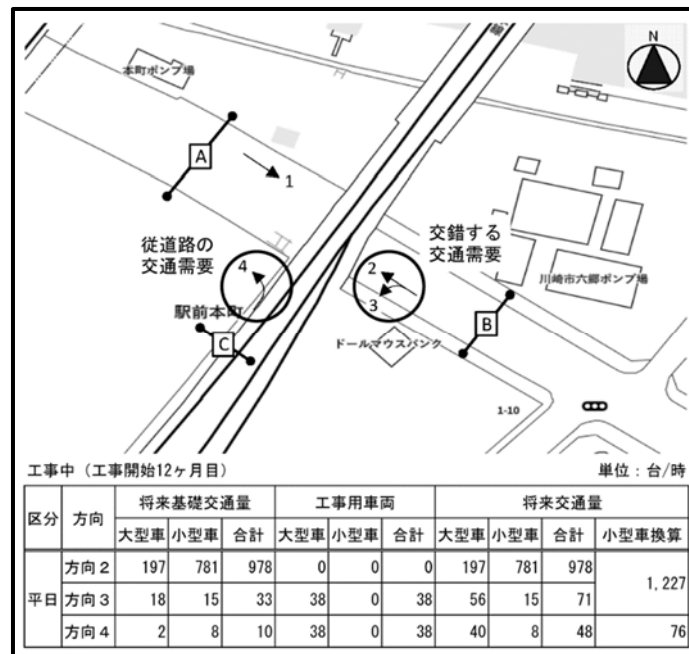 N
本町ポンプ場
線
A
1
従道路の
交通需要
交錯する
交通需要
4
2
3
川崎市六郷ポンプ場
駅前本町
B
C
ドールマウスバンク
1-10
工事中（工事開始12ヶ月目） 単位：台/時
区分 方向 将来基礎交通量 工事用車両 将来交通量
大型車 小型車 合計 大型車 小型車 合計 大型車 小型車 合計 小型車換算
平日 方向2 197 781 978 0 0 0 197 781 978 1,227
方向3 18 15 33 38 0 38 56 15 71
方向4 2 8 10 38 0 38 40 8 48 76